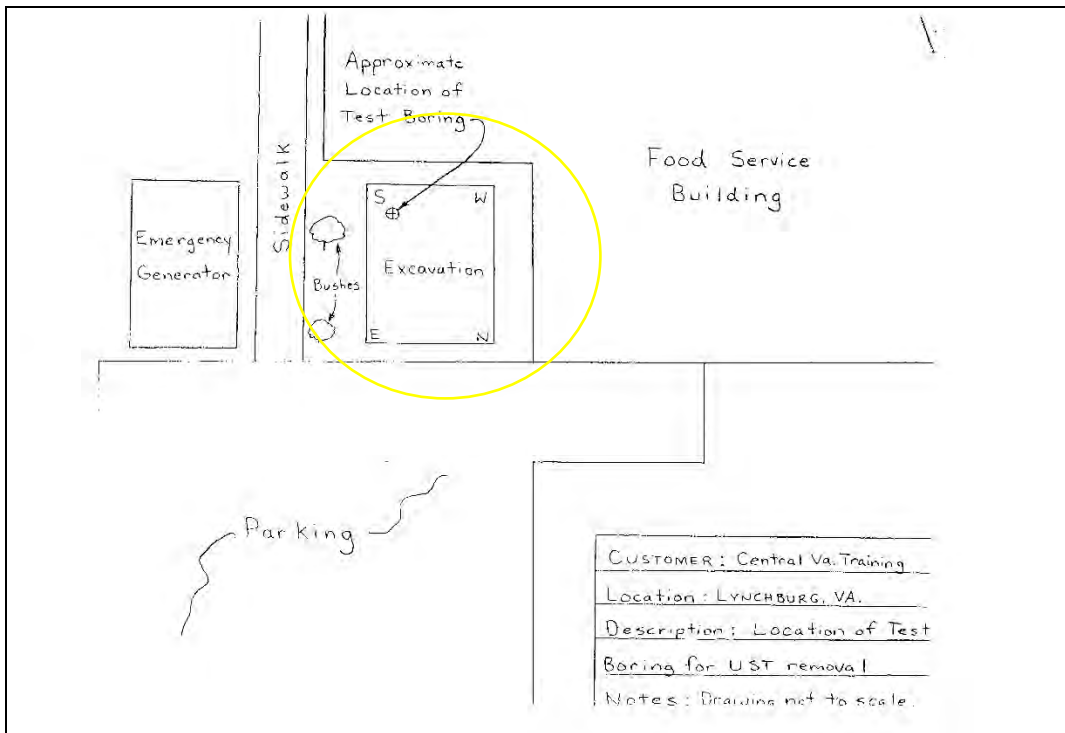 Approximate
Location of
Test Boring
Food Service
Building
Sidewalk
S
W
Emergency
Generator
Excavation
Bushes
E
N
Parking
CUSTOMER: Central Va. Training
Location: LYNCHBURG, VA.
Description: Location of Test
Boring for UST removal
Notes: Drawing not to scale.